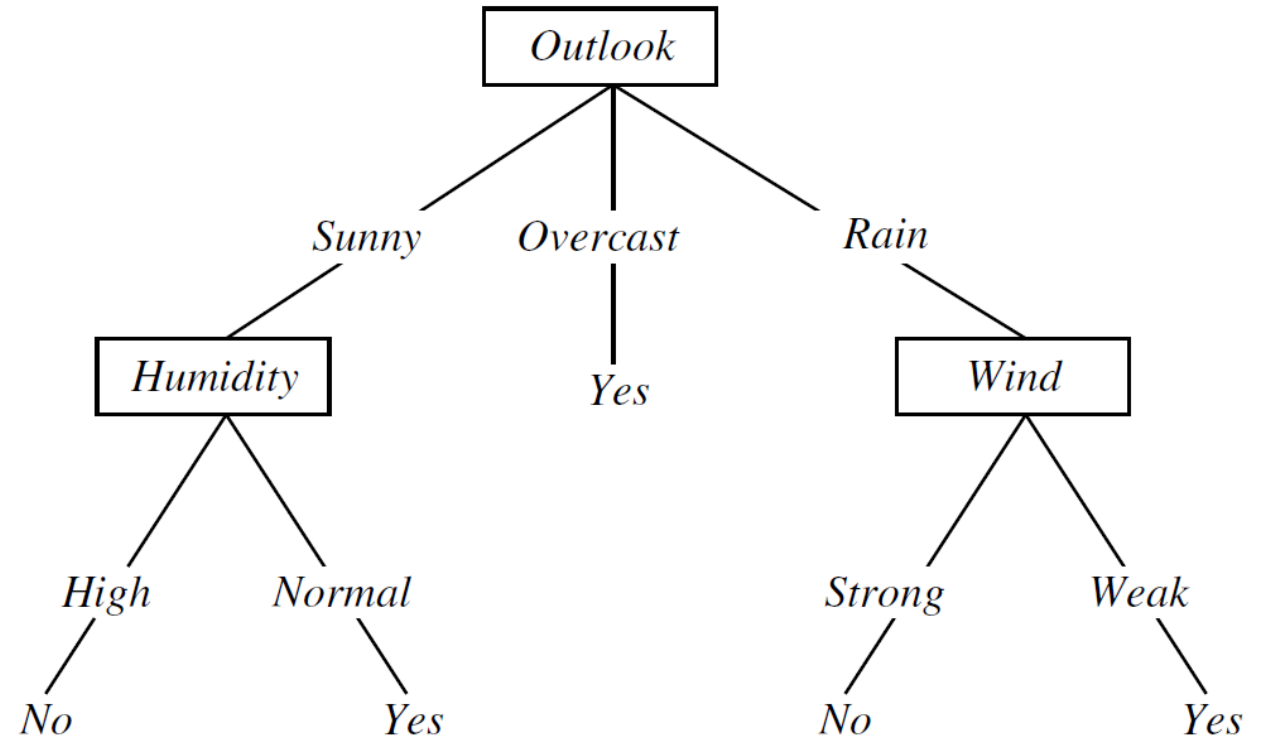 Outlook
Sunny Overcast Rain
Humidity Yes Wind
High Normal Strong Weak
No Yes No Yes